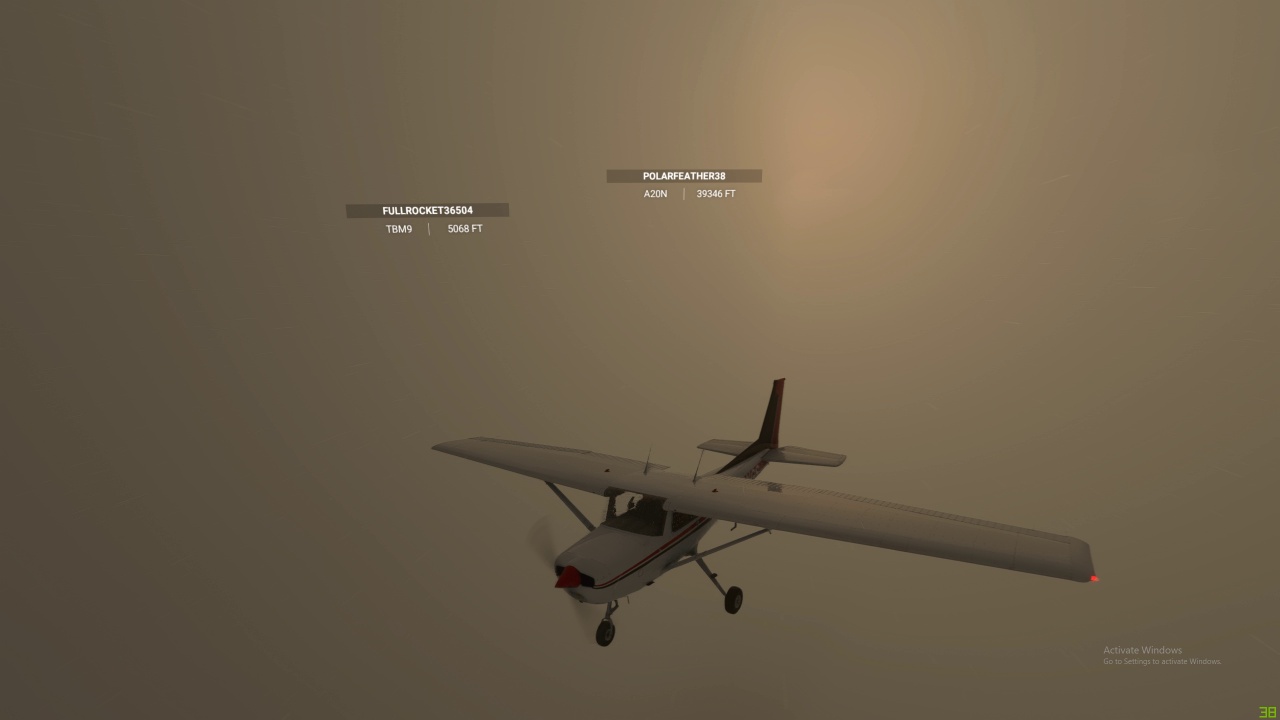 POLARFEATHER38
A20N | 39346 FT
FULLROCKET36504
TBM9 | 5068 FT
Activate Windows
Go to Settings to activate Windows.
38